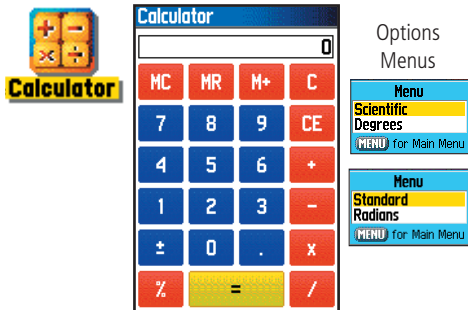 Calculator
Calculator
0
MC MR M+ C
7 8 9 CE
4 5 6 +
1 2 3 -
± 0 . x
% = /
Options
Menus
Menu
Scientific
Degrees
MENU for Main Menu
Menu
Standard
Radians
MENU for Main Menu